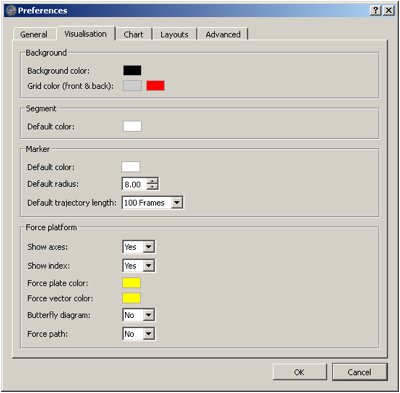 Preferences
General Visualisation Chart Layouts Advanced
Background
Background color:
Grid color (front & back):
Segment
Default color:
Marker
Default color:
Default radius: 8.00
Default trajectory length: 100 Frames
Force platform
Show axes: Yes
Show index: Yes
Force plate color:
Force vector color:
Butterfly diagram: No
Force path: No
OK Cancel